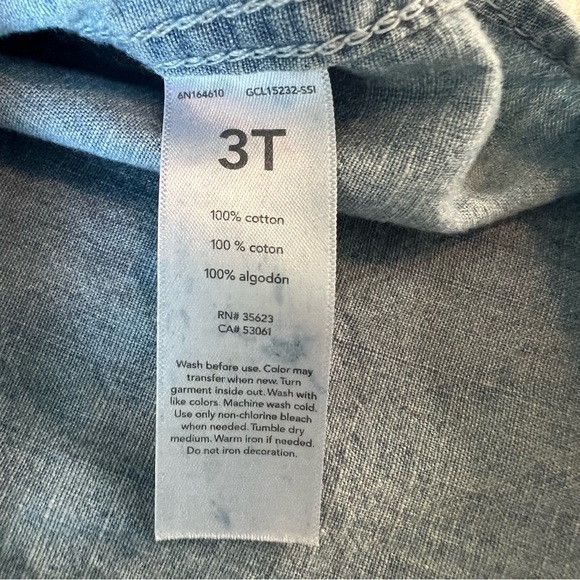 6N164610 GCL15232-SSI
3T
100% cotton
100 % coton
100% algodón
RN# 35623
CA# 53061
Wash before use. Color may
transfer when new. Turn
garment inside out. Wash with
like colors. Machine wash cold.
Use only non-chlorine bleach
when needed. Tumble dry
medium. Warm iron if needed.
Do not iron decoration.